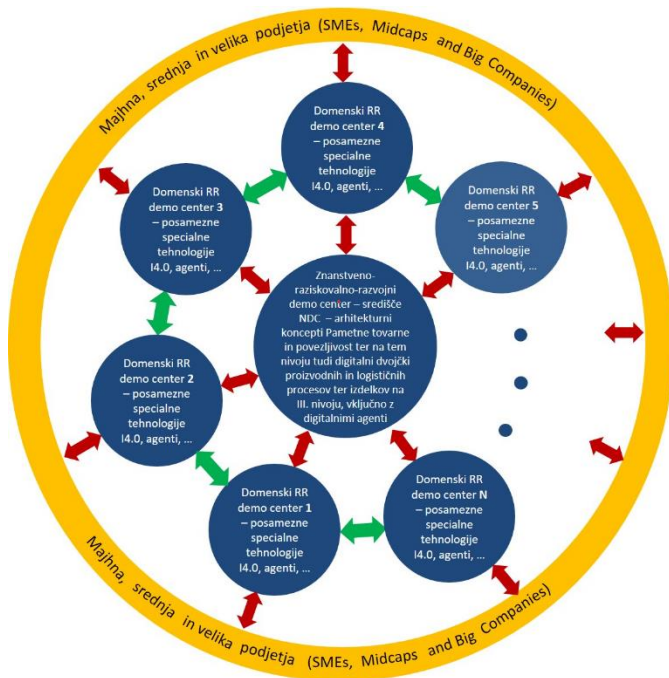 Majhna, srednja in velika podjetja (SMEs, Midcaps and Big Companies)
Domenski RR
demo center 4
– posamezne
specialne
tehnologije
I4.0, agenti, ...
Domenski RR
demo center 3
– posamezne
specialne
tehnologije
I4.0, agenti, ...
Domenski RR
demo center 5
– posamezne
specialne
tehnologije
I4.0, agenti, ...
Znanstveno-
raziskovalno-razvojni
demo center – središče
NDC – arhitekturni
koncepti Pametne tovarne
in povezljivost ter na tem
nivoju tudi digitalni dvojčki
proizvodnih in logističnih
procesov ter izdelkov na
III. nivoju, vključno z
digitalnimi agenti
Domenski RR
demo center 2
– posamezne
specialne
tehnologije
I4.0, agenti, ...
Domenski RR
demo center 1
– posamezne
specialne
tehnologije
I4.0, agenti, ...
Domenski RR
demo center N
– posamezne
specialne
tehnologije
I4.0, agenti, ...
Majhna, srednja in velika podjetja (SMEs, Midcaps and Big Companies)